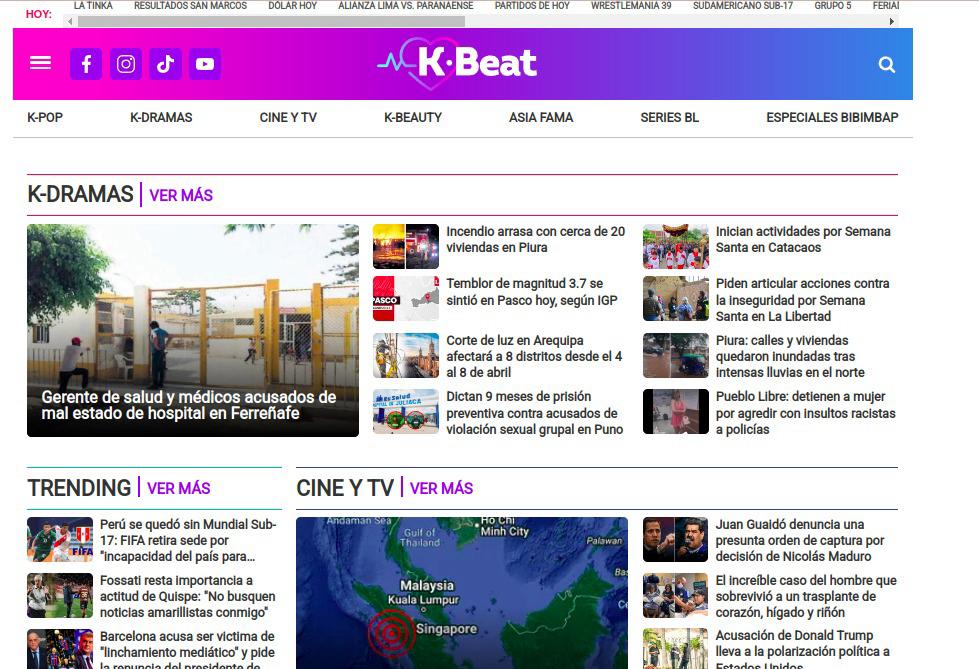 HOY:
LA TINKA
RESULTADOS SAN MARCOS
DÓLAR HOY
ALIANZA LIMA VS. PARANAENSE
PARTIDOS DE HOY
WRESTLEMANIA 39
SUDAMERICANO SUB-17
GRUPO 5
K·Beat
K-POP
K-DRAMAS
CINE Y TV
K-BEAUTY
ASIA FAMA
SERIES BL
ESPECIALES BIBIMBAP
K-DRAMAS
VER MÁS
Gerente de salud y médicos acusados de
mal estado de hospital en Ferreñafe
Incendio arrasa con cerca de 20
viviendas en Piura
PASCO
Temblor de magnitud 3.7 se
sintió en Pasco hoy, según IGP
Corte de luz en Arequipa
afectará a 8 distritos desde el 4
al 8 de abril
Dictan 9 meses de prisión
preventiva contra acusados de
violación sexual grupal en Puno
Inician actividades por Semana
Santa en Catacaos
Piden articular acciones contra
la inseguridad por Semana
Santa en La Libertad
Piura: calles y viviendas
quedaron inundadas tras
intensas lluvias en el norte
Pueblo Libre: detienen a mujer
por agredir con insultos racistas
a policías
TRENDING
VER MÁS
FIFA
Perú se quedó sin Mundial Sub-
17: FIFA retira sede por
"incapacidad del país para...
Fossati resta importancia a
actitud de Quispe: "No busquen
noticias amarillistas conmigo"
Barcelona acusa ser victima de
"linchamiento mediático" y pide
la renuncia del presidente de
CINE Y TV
VER MÁS
Andaman Sea
Gulf of
Thailand
Ho Chi
Minh City
Palawan
Malaysia
Kuala Lumpur
Singapore
Juan Guaidó denuncia una
presunta orden de captura por
decisión de Nicolás Maduro
El increíble caso del hombre que
sobrevivió a un trasplante de
corazón, hígado y riñón
Acusación de Donald Trump
lleva a la polarización política a
Estados Unidos